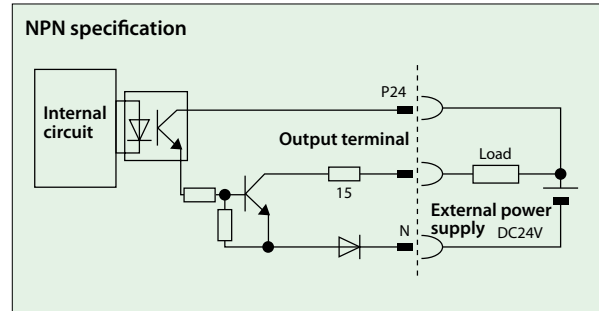 NPN specification
P24
Internal
circuit
Output terminal
Load
15
External power
supply DC24V
N